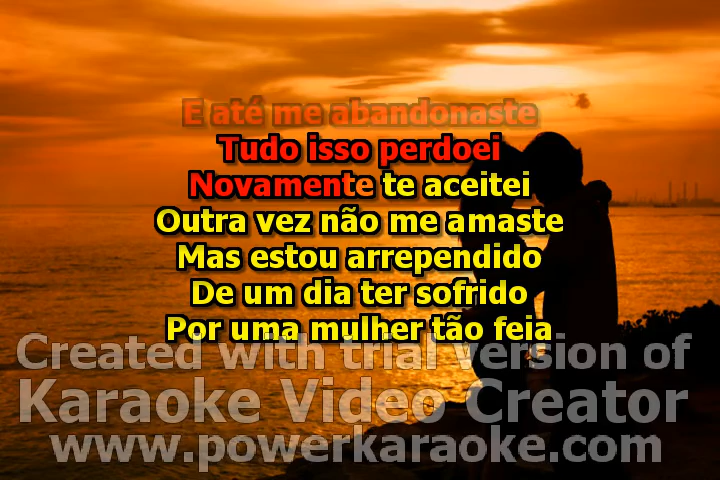 E até me abandonaste
Tudo isso perdoei
Novamente te aceitei
Outra vez não me amaste
Mas estou arrependido
De um dia ter sofrido
Por uma mulher tão feia
Created with trial version of
Karaoke Video Creator
www.powerkaraoke.com